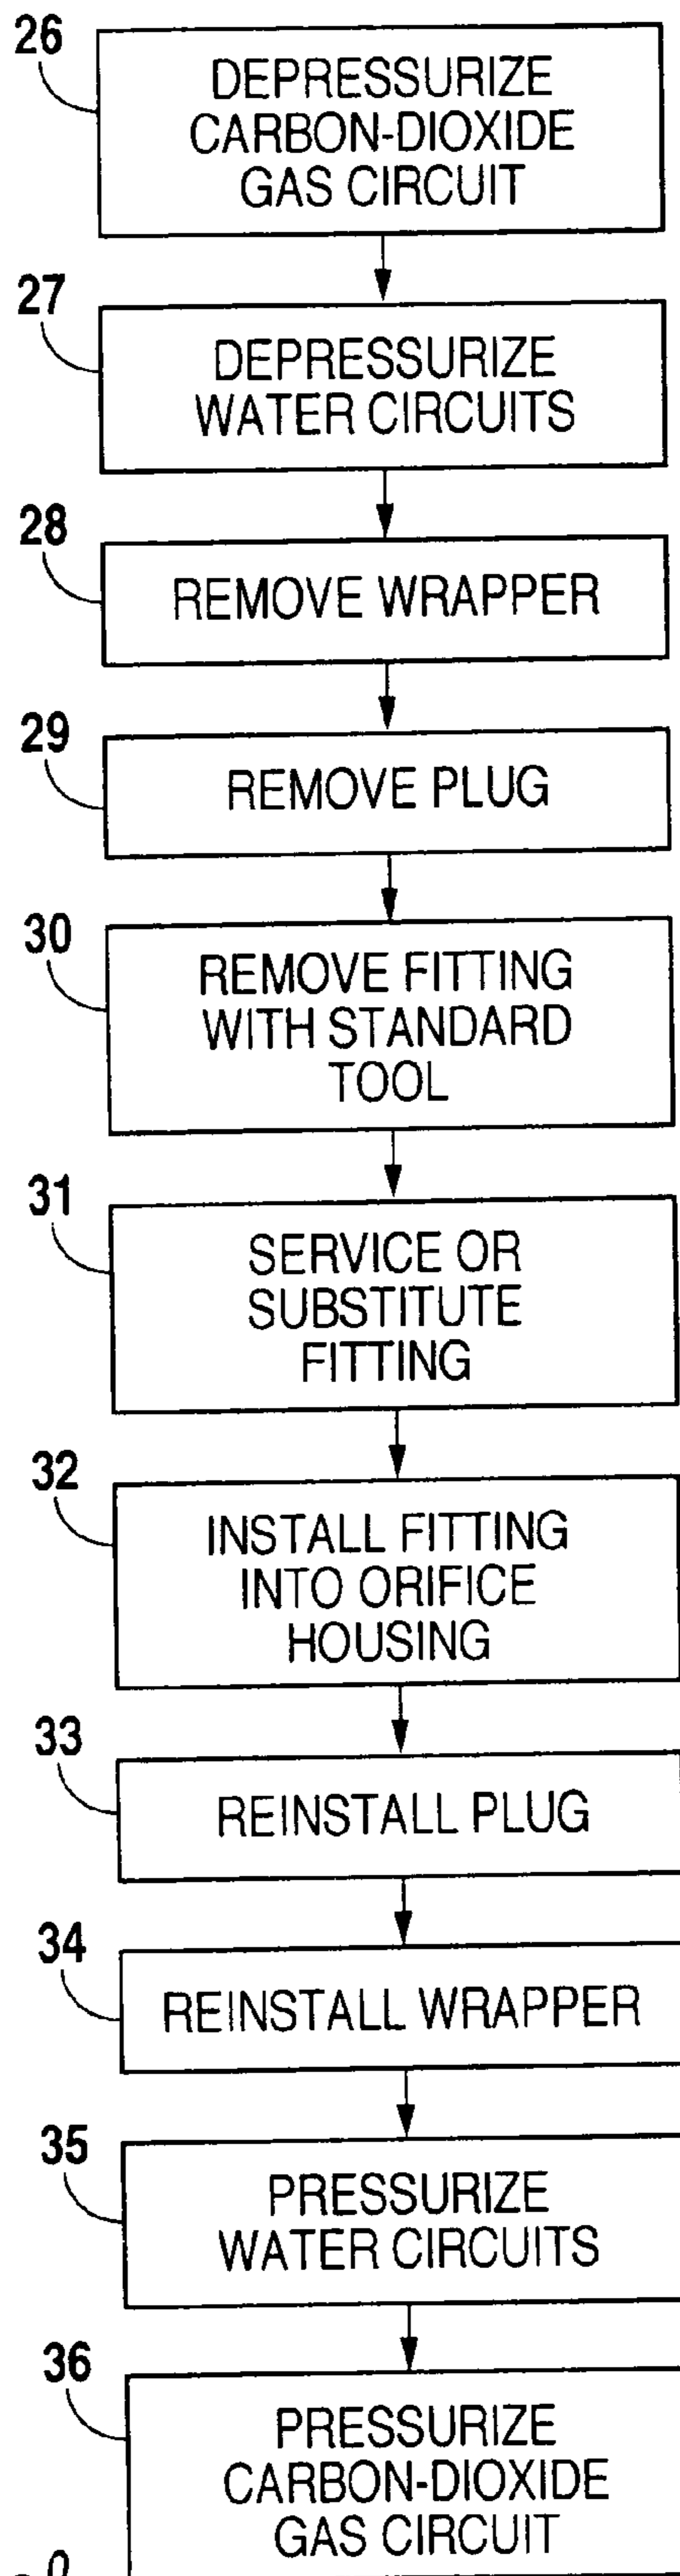 26
DEPRESSURIZE
CARBON-DIOXIDE
GAS CIRCUIT
27
DEPRESSURIZE
WATER CIRCUITS
28
REMOVE WRAPPER
29
REMOVE PLUG
30
REMOVE FITTING
WITH STANDARD
TOOL
31
SERVICE OR
SUBSTITUTE
FITTING
32
INSTALL FITTING
INTO ORIFICE
HOUSING
33
REINSTALL PLUG
34
REINSTALL WRAPPER
35
PRESSURIZE
WATER CIRCUITS
36
PRESSURIZE
CARBON-DIOXIDE
GAS CIRCUIT